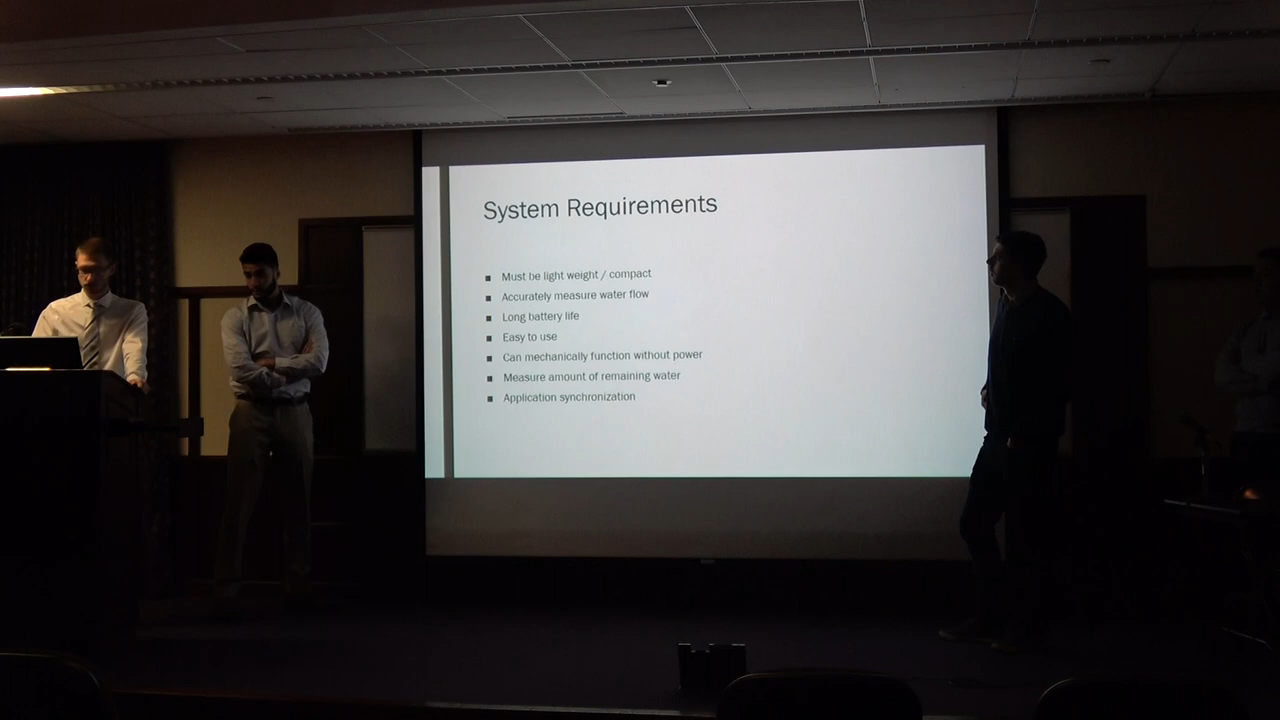 System Requirements
Must be light weight / compact
Accurately measure water flow
Long battery life
Easy to use
Can mechanically function without power
Measure amount of remaining water
Application synchronization